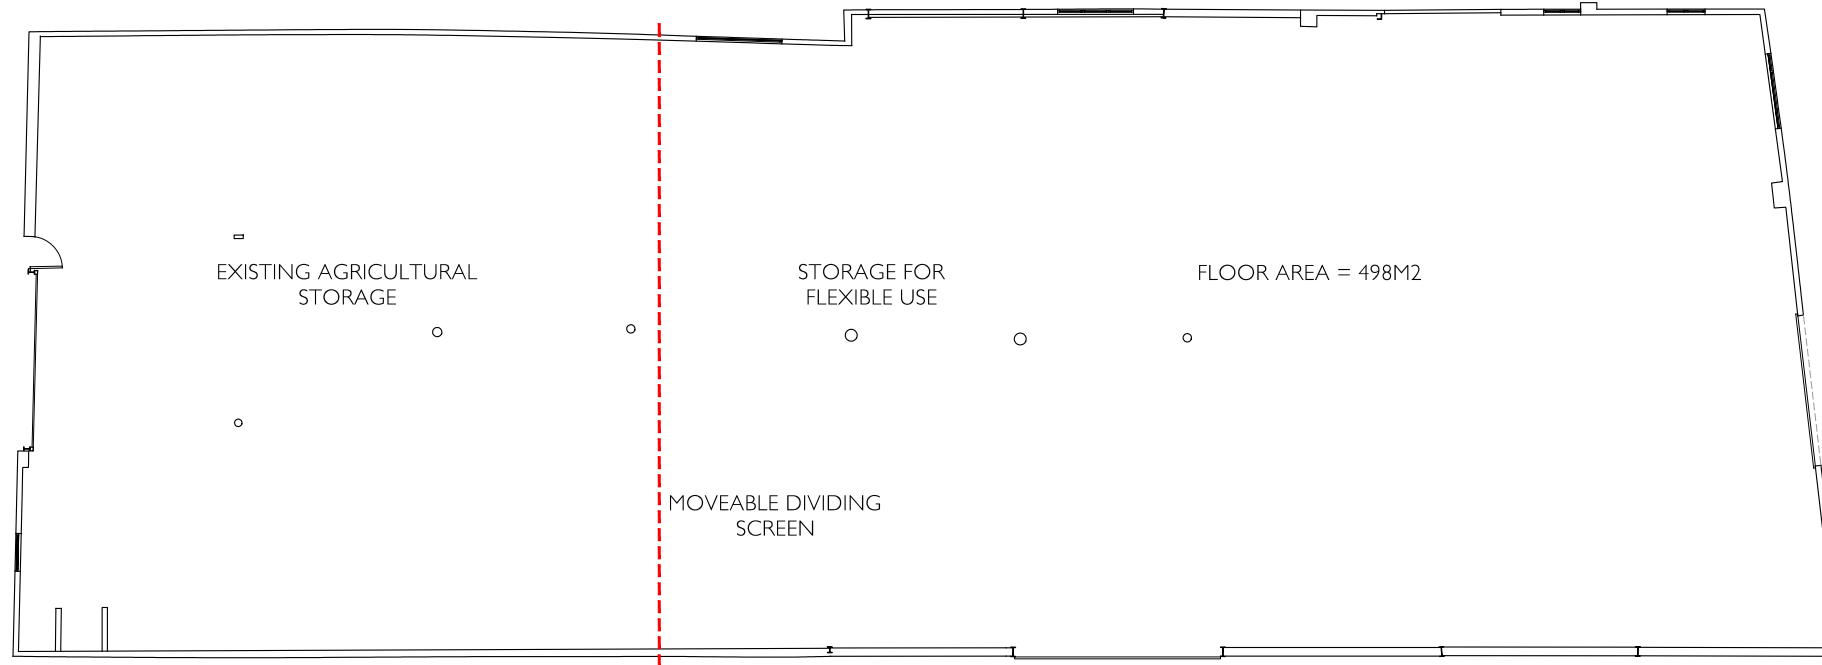 EXISTING AGRICULTURAL
STORAGE
STORAGE FOR
FLEXIBLE USE
FLOOR AREA = 498M2
MOVEABLE DIVIDING
SCREEN